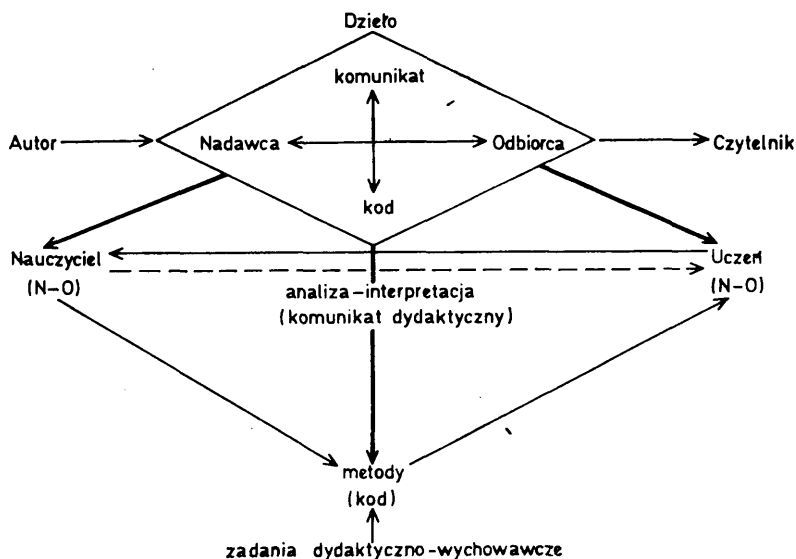 Dzieło
komunikat
Autor
Nadawca
Odbiorca
Czytelnik
kod
Nauczyciel
(N-O)
Uczeń
(N-O)
analiza-interpretacja
(komunikat dydaktyczny)
metody
(kod)
zadania dydaktyczno-wychowawcze